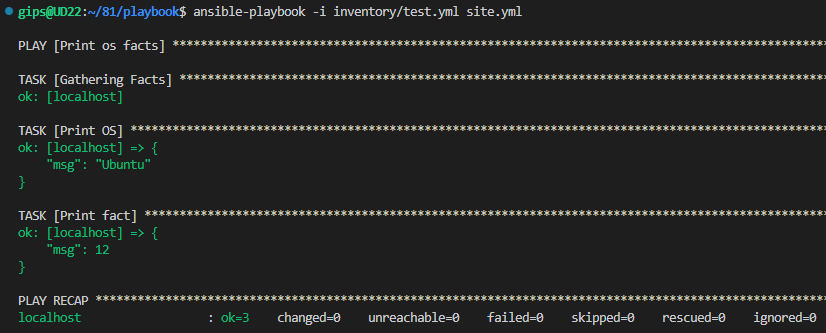 gips@UD22:~/81/playbook$ ansible-playbook -i inventory/test.yml site.yml
PLAY [Print os facts] ****************************************************************************************************
TASK [Gathering Facts] ***************************************************************************************************
ok: [localhost]
TASK [Print OS] **********************************************************************************************************
ok: [localhost] => {
    "msg": "Ubuntu"
}
TASK [Print fact] ********************************************************************************************************
ok: [localhost] => {
    "msg": 12
}
PLAY RECAP ***************************************************************************************************************
localhost                  : ok=3    changed=0    unreachable=0    failed=0    skipped=0    rescued=0    ignored=0